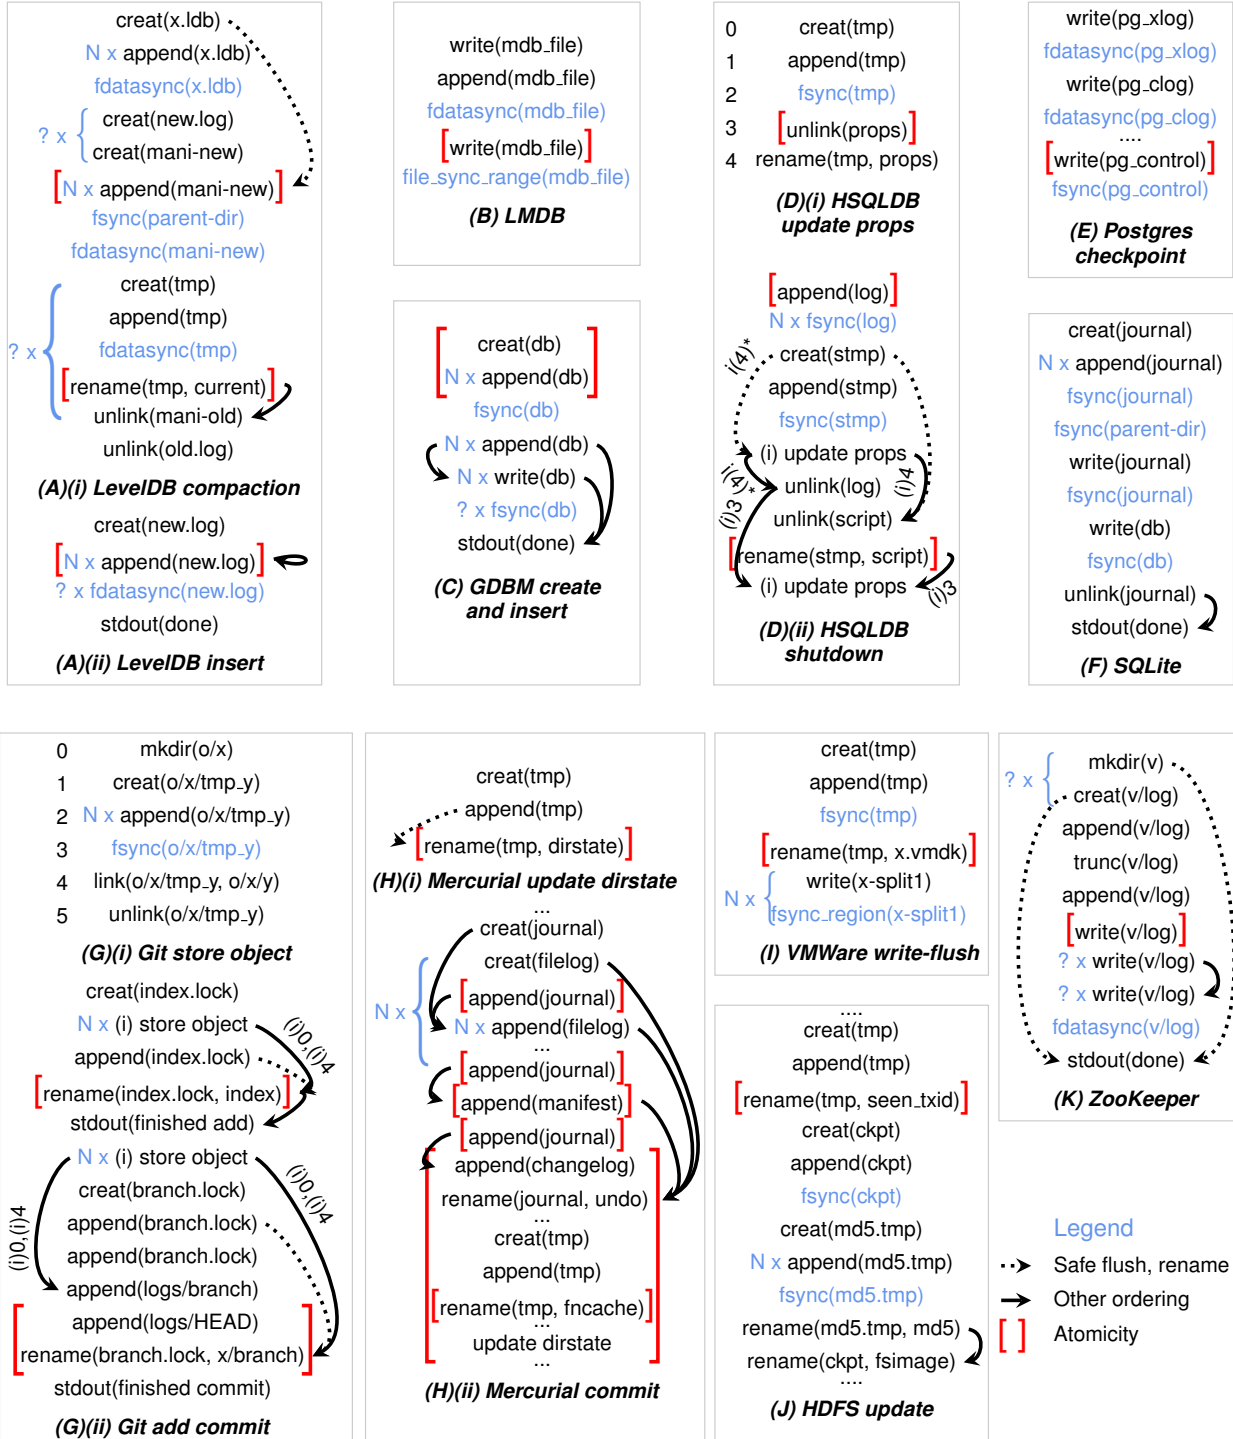 creat(x.ldb)
N x append(x.ldb)
fdatasync(x.ldb)
creat(new.log)
? x
creat(mani-new)
[N x append(mani-new)]
fsync(parent-dir)
fdatasync(mani-new)
creat(tmp)
append(tmp)
? x
fdatasync(tmp)
[rename(tmp, current)]
unlink(mani-old)
unlink(old.log)
(A)(i) LevelDB compaction
creat(new.log)
[N x append(new.log)]
? x fdatasync(new.log)
stdout(done)
(A)(ii) LevelDB insert
write(mdb_file)
append(mdb_file)
fdatasync(mdb_file)
[write(mdb_file)]
file_sync_range(mdb_file)
(B) LMDB
creat(db)
N x append(db)
fsync(db)
N x append(db)
N x write(db)
? x fsync(db)
stdout(done)
(C) GDBM create
and insert
0 creat(tmp)
1 append(tmp)
2 fsync(tmp)
3 [unlink(props)]
4 rename(tmp, props)
(D)(i) HSQLDB
update props
[append(log)]
N x fsync(log)
creat(stmp)
i(4)*
append(stmp)
fsync(stmp)
(i) update props
i(4)*
(i)4
unlink(log)
(i)3
unlink(script)
[rename(stmp, script)]
(i) update props
(i)3
(D)(ii) HSQLDB
shutdown
write(pg_xlog)
fdatasync(pg_xlog)
write(pg_clog)
fdatasync(pg_clog)
....
[write(pg_control)]
fsync(pg_control)
(E) Postgres
checkpoint
creat(journal)
N x append(journal)
fsync(journal)
fsync(parent-dir)
write(journal)
fsync(journal)
write(db)
fsync(db)
unlink(journal)
stdout(done)
(F) SQLite
0 mkdir(o/x)
1 creat(o/x/tmp_y)
2 N x append(o/x/tmp_y)
3 fsync(o/x/tmp_y)
4 link(o/x/tmp_y, o/x/y)
5 unlink(o/x/tmp_y)
(G)(i) Git store object
creat(index.lock)
N x (i) store object
(i)0,(i)4
append(index.lock)
[rename(index.lock, index)]
stdout(finished add)
N x (i) store object
(i)0,(i)4
creat(branch.lock)
append(branch.lock)
(i)0,(i)4
append(branch.lock)
append(logs/branch)
append(logs/HEAD)
rename(branch.lock, x/branch)
stdout(finished commit)
(G)(ii) Git add commit
creat(tmp)
append(tmp)
[rename(tmp, dirstate)]
(H)(i) Mercurial update dirstate
...
creat(journal)
creat(filelog)
[append(journal)]
N x
N x append(filelog)
...
[append(journal)]
[append(manifest)]
[append(journal)]
append(changelog)
rename(journal, undo)
...
creat(tmp)
append(tmp)
[rename(tmp, fncache)]
...
update dirstate
...
(H)(ii) Mercurial commit
creat(tmp)
append(tmp)
fsync(tmp)
[rename(tmp, x.vmdk)]
write(x-split1)
N x
fsync_region(x-split1)
(I) VMWare write-flush
....
creat(tmp)
append(tmp)
[rename(tmp, seen_txid)]
creat(ckpt)
append(ckpt)
fsync(ckpt)
creat(md5.tmp)
N x append(md5.tmp)
fsync(md5.tmp)
rename(md5.tmp, md5)
rename(ckpt, fsimage)
....
(J) HDFS update
mkdir(v)
? x
creat(v/log)
append(v/log)
trunc(v/log)
append(v/log)
[write(v/log)]
? x write(v/log)
? x write(v/log)
fdatasync(v/log)
stdout(done)
(K) ZooKeeper
Legend
Safe flush, rename
Other ordering
[ ] Atomicity